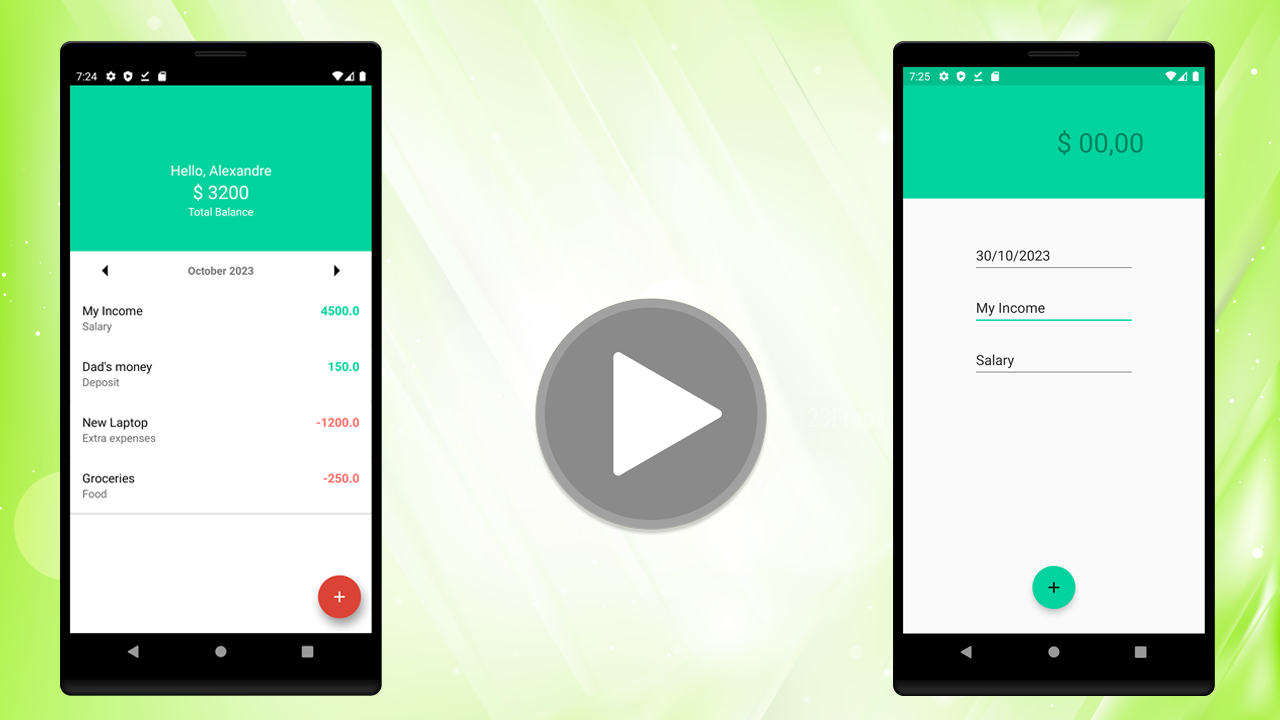 7:24
Hello, Alexandre
$ 3200
Total Balance
October 2023
My Income 4500.0
Salary
Dad's money 150.0
Deposit
New Laptop -1200.0
Extra expenses
Groceries -250.0
Food
+
7:25
$ 00,00
30/10/2023
My Income
Salary
+